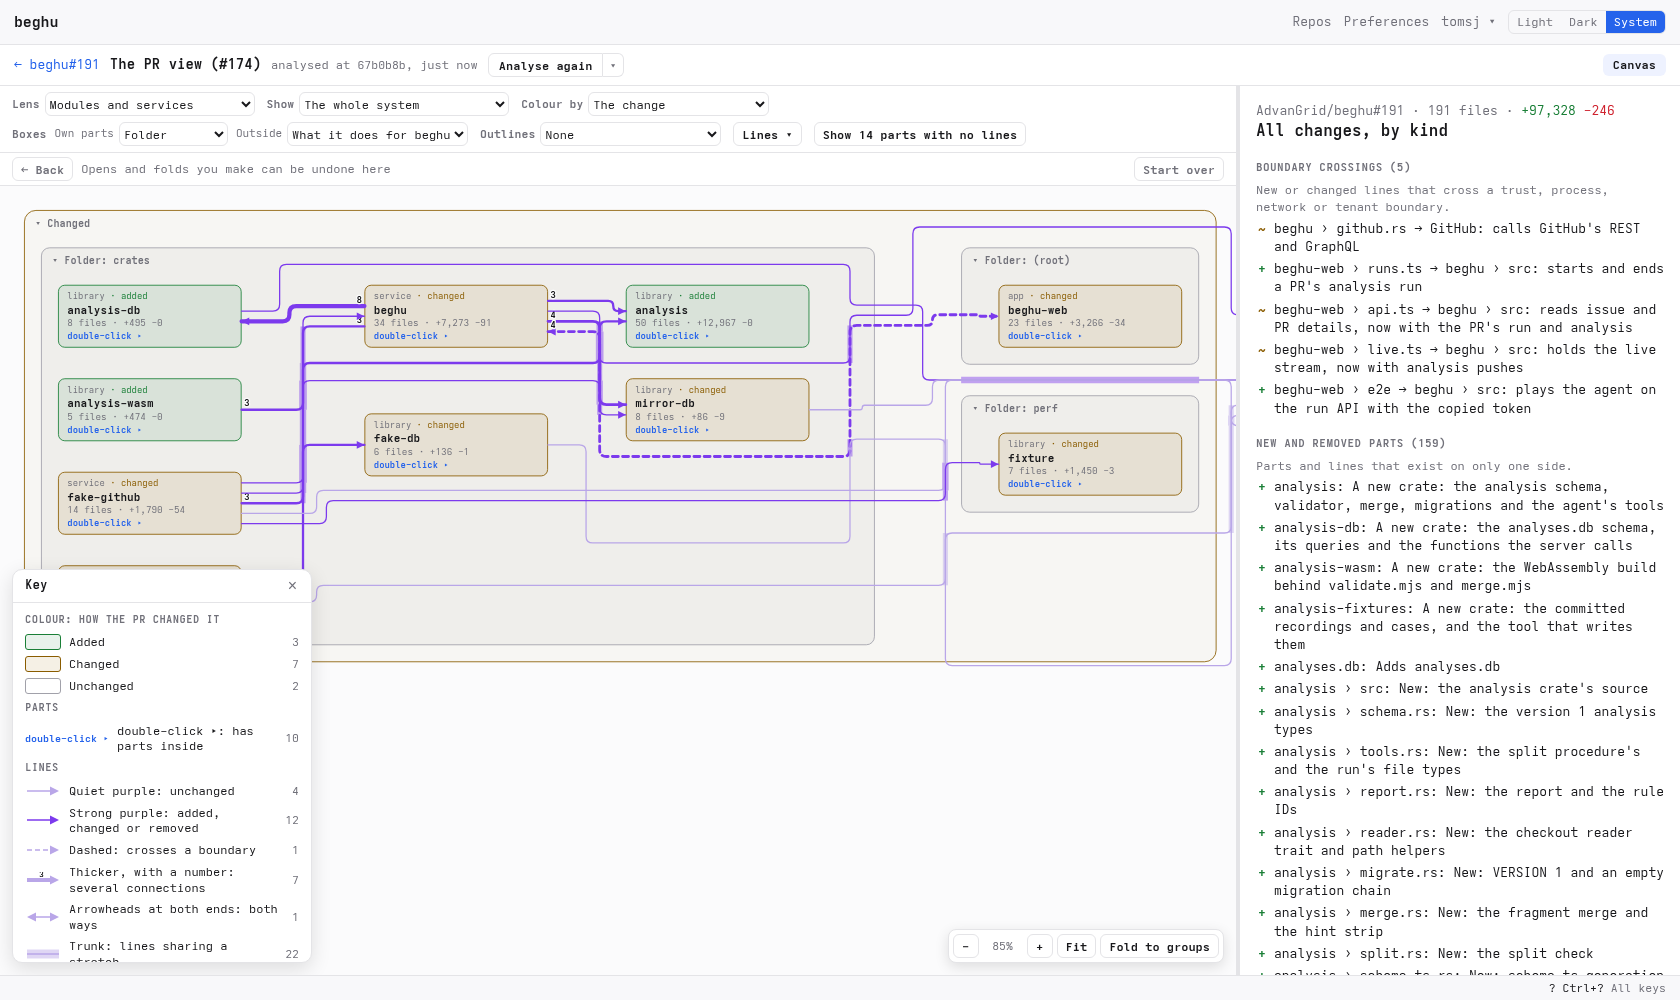 beghu
Repos Preferences tomsj ▾ Light Dark System
← beghu#191 The PR view (#174) analysed at 67b0b8b, just now Analyse again ▾ Canvas
Lens Modules and services Show The whole system Colour by The change
Boxes Own parts Folder Outside What it does for beghu Outlines None Lines ▾ Show 14 parts with no lines
← Back Opens and folds you make can be undone here Start over
▾ Changed
▾ Folder: crates
library · added
analysis-db
8 files · +495 -0
double-click ‣
8
3
service · changed
beghu
34 files · +7,273 -91
double-click ‣
3
4
4
library · added
analysis
50 files · +12,967 -0
double-click ‣
library · added
analysis-wasm
5 files · +474 -0
double-click ‣
3
library · changed
fake-db
6 files · +136 -1
double-click ‣
library · changed
mirror-db
8 files · +86 -9
double-click ‣
service · changed
fake-github
14 files · +1,790 -54
double-click ‣
3
▾ Folder: (root)
app · changed
beghu-web
23 files · +3,266 -34
double-click ‣
▾ Folder: perf
library · changed
fixture
7 files · +1,450 -3
double-click ‣
Key ×
COLOUR: HOW THE PR CHANGED IT
Added 3
Changed 7
Unchanged 2
PARTS
double-click ‣ double-click ‣: has
parts inside 10
LINES
Quiet purple: unchanged 4
Strong purple: added,
changed or removed 12
Dashed: crosses a boundary 1
3 Thicker, with a number:
several connections 7
Arrowheads at both ends: both
ways 1
Trunk: lines sharing a
stretch 22
− 85% + Fit Fold to groups
AdvanGrid/beghu#191 · 191 files · +97,328 −246
All changes, by kind
BOUNDARY CROSSINGS (5)
New or changed lines that cross a trust, process,
network or tenant boundary.
~ beghu › github.rs → GitHub: calls GitHub's REST
and GraphQL
+ beghu-web › runs.ts → beghu › src: starts and ends
a PR's analysis run
~ beghu-web › api.ts → beghu › src: reads issue and
PR details, now with the PR's run and analysis
~ beghu-web › live.ts → beghu › src: holds the live
stream, now with analysis pushes
+ beghu-web › e2e → beghu › src: plays the agent on
the run API with the copied token
NEW AND REMOVED PARTS (159)
Parts and lines that exist on only one side.
+ analysis: A new crate: the analysis schema,
validator, merge, migrations and the agent's tools
+ analysis-db: A new crate: the analyses.db schema,
its queries and the functions the server calls
+ analysis-wasm: A new crate: the WebAssembly build
behind validate.mjs and merge.mjs
+ analysis-fixtures: A new crate: the committed
recordings and cases, and the tool that writes
them
+ analyses.db: Adds analyses.db
+ analysis › src: New: the analysis crate's source
+ analysis › schema.rs: New: the version 1 analysis
types
+ analysis › tools.rs: New: the split procedure's
and the run's file types
+ analysis › report.rs: New: the report and the rule
IDs
+ analysis › reader.rs: New: the checkout reader
trait and path helpers
+ analysis › migrate.rs: New: VERSION 1 and an empty
migration chain
+ analysis › merge.rs: New: the fragment merge and
the hint strip
+ analysis › split.rs: New: the split check
? Ctrl+? All keys